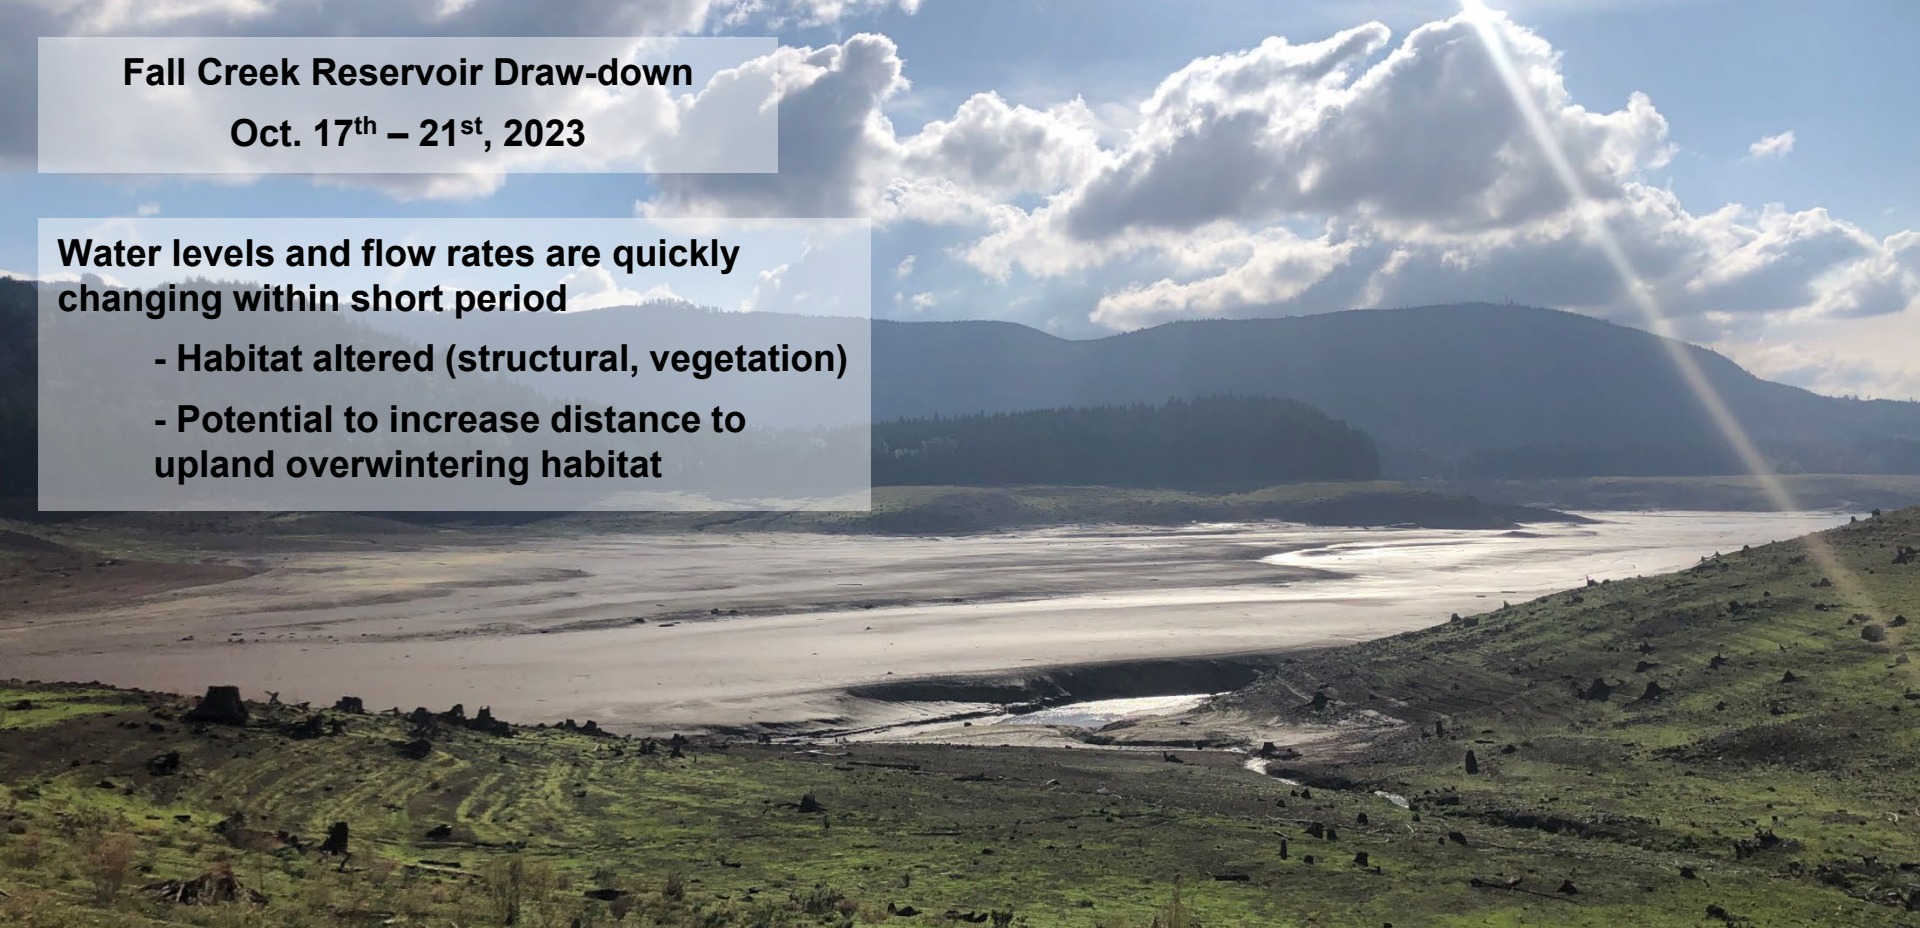 Fall Creek Reservoir Draw-down
Oct. 17th – 21st, 2023
Water levels and flow rates are quickly
changing within short period
- Habitat altered (structural, vegetation)
- Potential to increase distance to
upland overwintering habitat